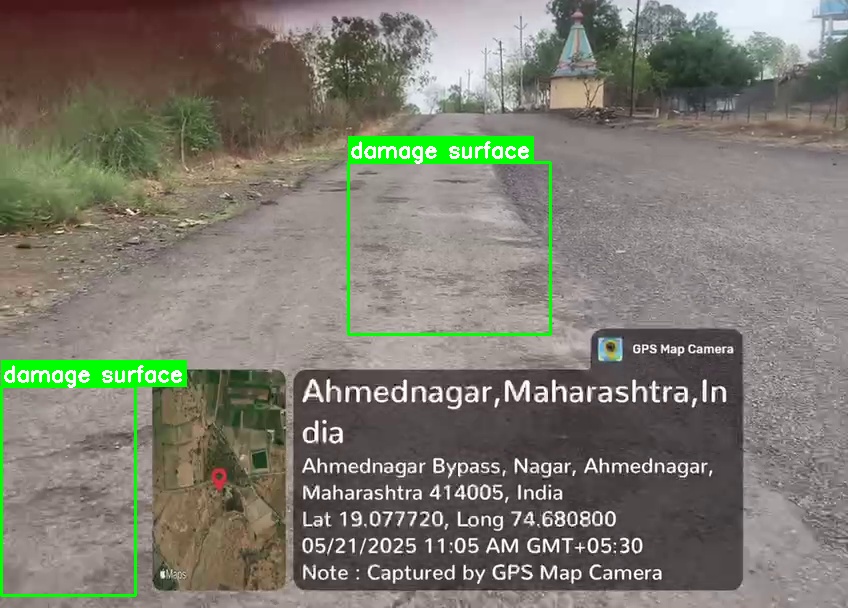 damage surface
GPS Map Camera
damage surface
Ahmednagar,Maharashtra,In
dia
Ahmednagar Bypass, Nagar, Ahmednagar,
Maharashtra 414005, India
Lat 19.077720, Long 74.680800
05/21/2025 11:05 AM GMT+05:30
Note : Captured by GPS Map Camera
Maps